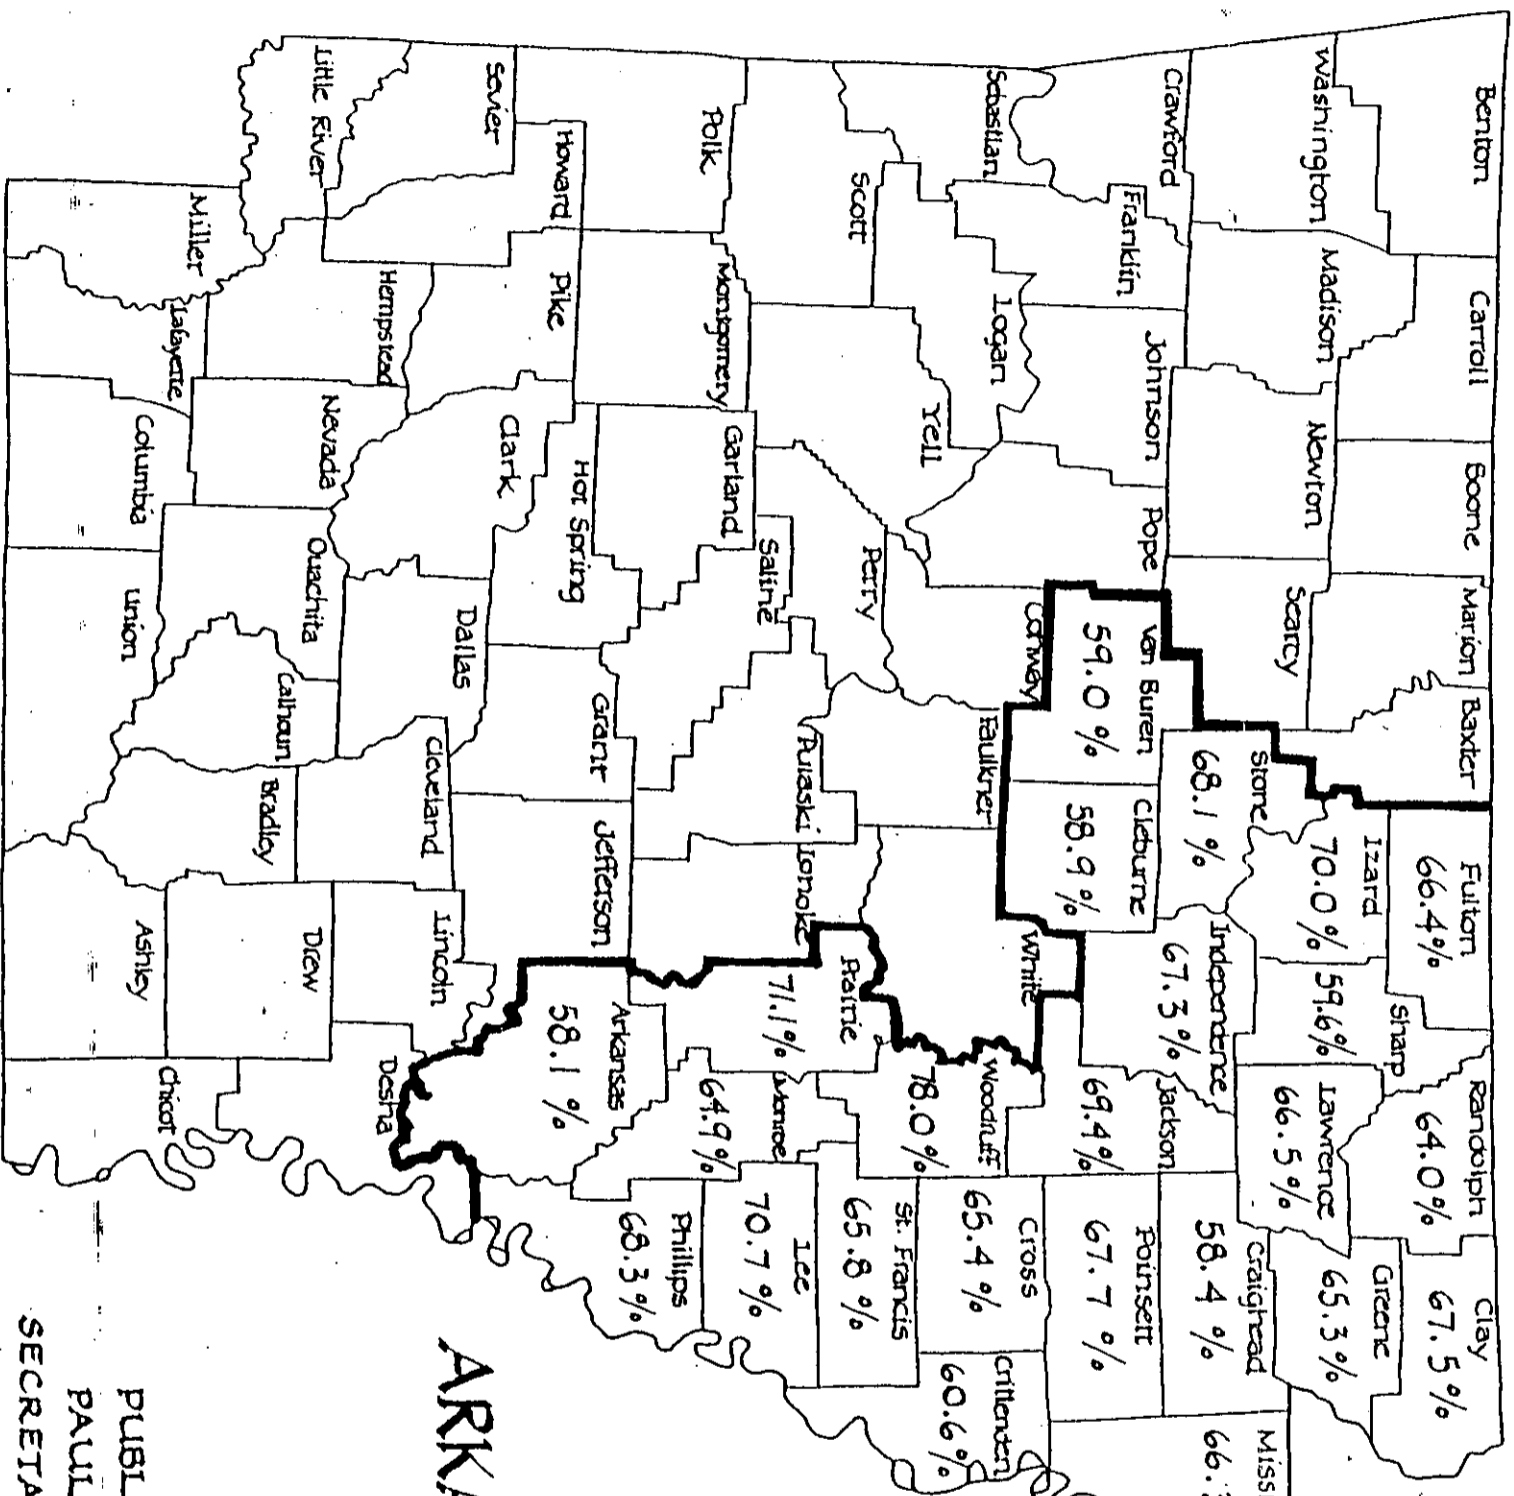 Benton
Carroll
Boone
Marion
Baxter
Fulton
66.4%
Randolph
64.0%
Clay
67.5%
Washington
Madison
Newton
Searcy
Stone
68.1%
Izard
70.0%
Sharp
59.6%
Lawrence
66.5%
Greene
65.3%
Crawford
Franklin
Johnson
Pope
Van Buren
59.0%
Cleburne
58.9%
Independence
67.3%
Jackson
69.4%
Craighead
58.4%
Poinsett
67.7%
Sebastian
Logan
Conway
Faulkner
White
Woodruff
78.0%
Cross
65.4%
Crittenden
60.6%
Scott
Yell
Perry
Pulaski
Lonoke
Prairie
71.1%
Monroe
64.9%
St. Francis
65.8%
Lee
70.7%
Phillips
68.3%
Polk
Montgomery
Garland
Saline
Hot Spring
Grant
Jefferson
Arkansas
58.1%
Sevier
Howard
Pike
Clark
Dallas
Cleveland
Lincoln
Desha
Little River
Hempstead
Nevada
Ouachita
Calhoun
Bradley
Drew
Chicot
Miller
Lafayette
Columbia
Union
Ashley
ARKA
PUBL
PAUL
SECRETA